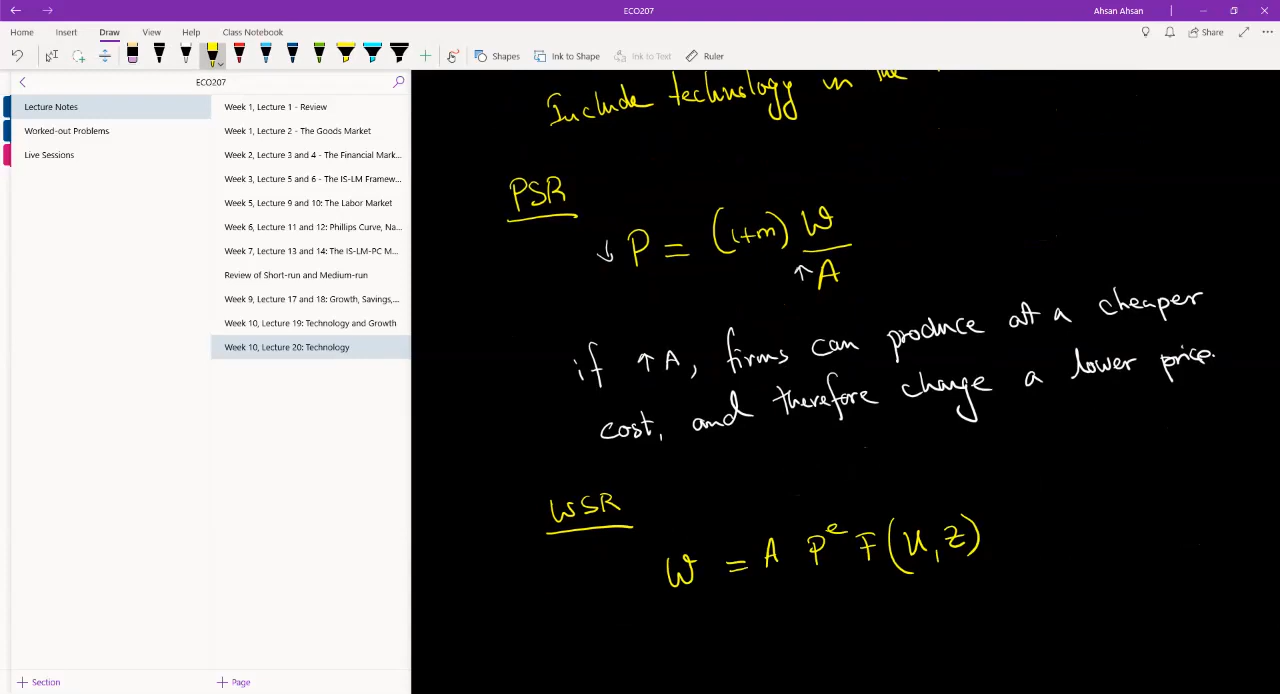 ECO207
Ahsan Ahsan
Home Insert Draw View Help Class Notebook
Share
Shapes Ink to Shape Ink to Text Ruler
ECO207
Lecture Notes
Worked-out Problems
Live Sessions
Week 1, Lecture 1 - Review
Week 1, Lecture 2 - The Goods Market
Week 2, Lecture 3 and 4 - The Financial Mark...
Week 3, Lecture 5 and 6 - The IS-LM Framew...
Week 5, Lecture 9 and 10: The Labor Market
Week 6, Lecture 11 and 12: Phillips Curve, Na...
Week 7, Lecture 13 and 14: The IS-LM-PC M...
Review of Short-run and Medium-run
Week 9, Lecture 17 and 18: Growth, Savings,...
Week 10, Lecture 19: Technology and Growth
Week 10, Lecture 20: Technology
Section
Page
Include technology in the
PSR
↓ P = (1+m) W / ↑ A
if ↑ A, firms can produce at a cheaper
cost, and therefore charge a lower price.
WSR
W = A P^e F(u, z)